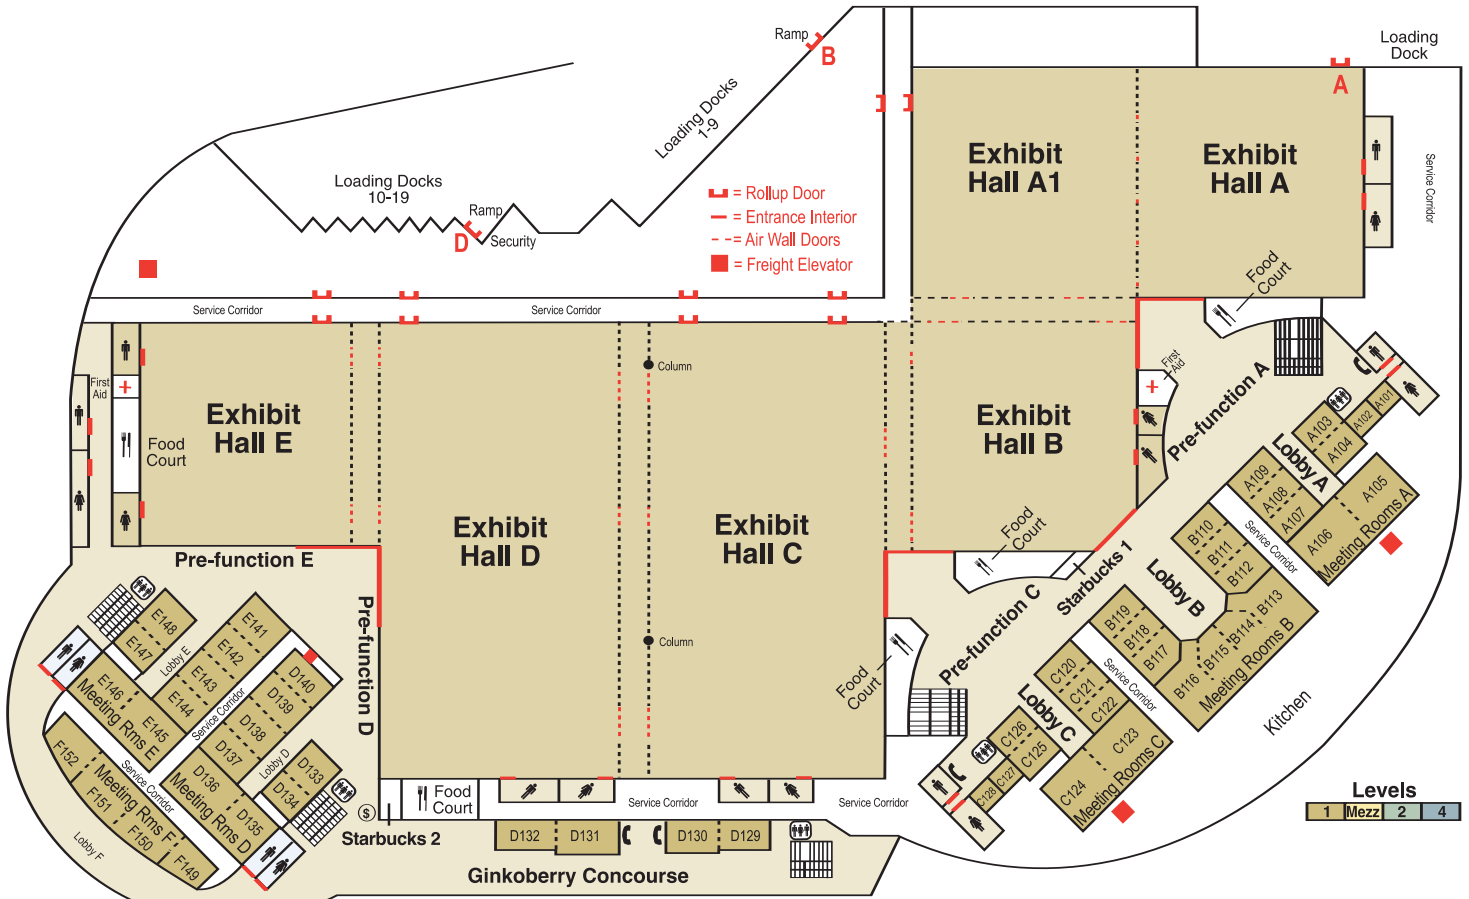 Ramp
B
Loading
Dock
A
Loading Docks
1-9
Exhibit
Hall A1
Exhibit
Hall A
Service Corridor
Loading Docks
10-19
Ramp
D
Security
= Rollup Door
= Entrance Interior
= Air Wall Doors
= Freight Elevator
Food
Court
Service Corridor
Service Corridor
First
Aid
Column
First
Aid
Pre-function A
Exhibit
Hall E
Food
Court
Exhibit
Hall B
A101
A102
A103
A104
Lobby A
A105
A106
Meeting Rooms A
A109
A108
A107
Service Corridor
Exhibit
Hall D
Exhibit
Hall C
Food
Court
Starbucks 1
B110
B111
B112
Lobby B
B113
B114
B115
B116
Meeting Rooms B
B119
B118
B117
Service Corridor
Pre-function E
Pre-function D
Pre-function C
Column
Food
Court
C120
C121
C122
Lobby C
C123
C124
Meeting Rooms C
C126
C125
C127
C128
Kitchen
E148
E147
Lobby E
E141
E142
E143
E144
E146
E145
Meeting Rms E
Service Corridor
D140
D139
D138
D137
Lobby D
D133
D134
D136
D135
Meeting Rms D
Service Corridor
F152
F151
F150
F149
Meeting Rms F
Lobby F
$
Starbucks 2
Food
Court
Service Corridor
Service Corridor
D132
D131
D130
D129
Ginkoberry Concourse
Levels
1 Mezz 2 4